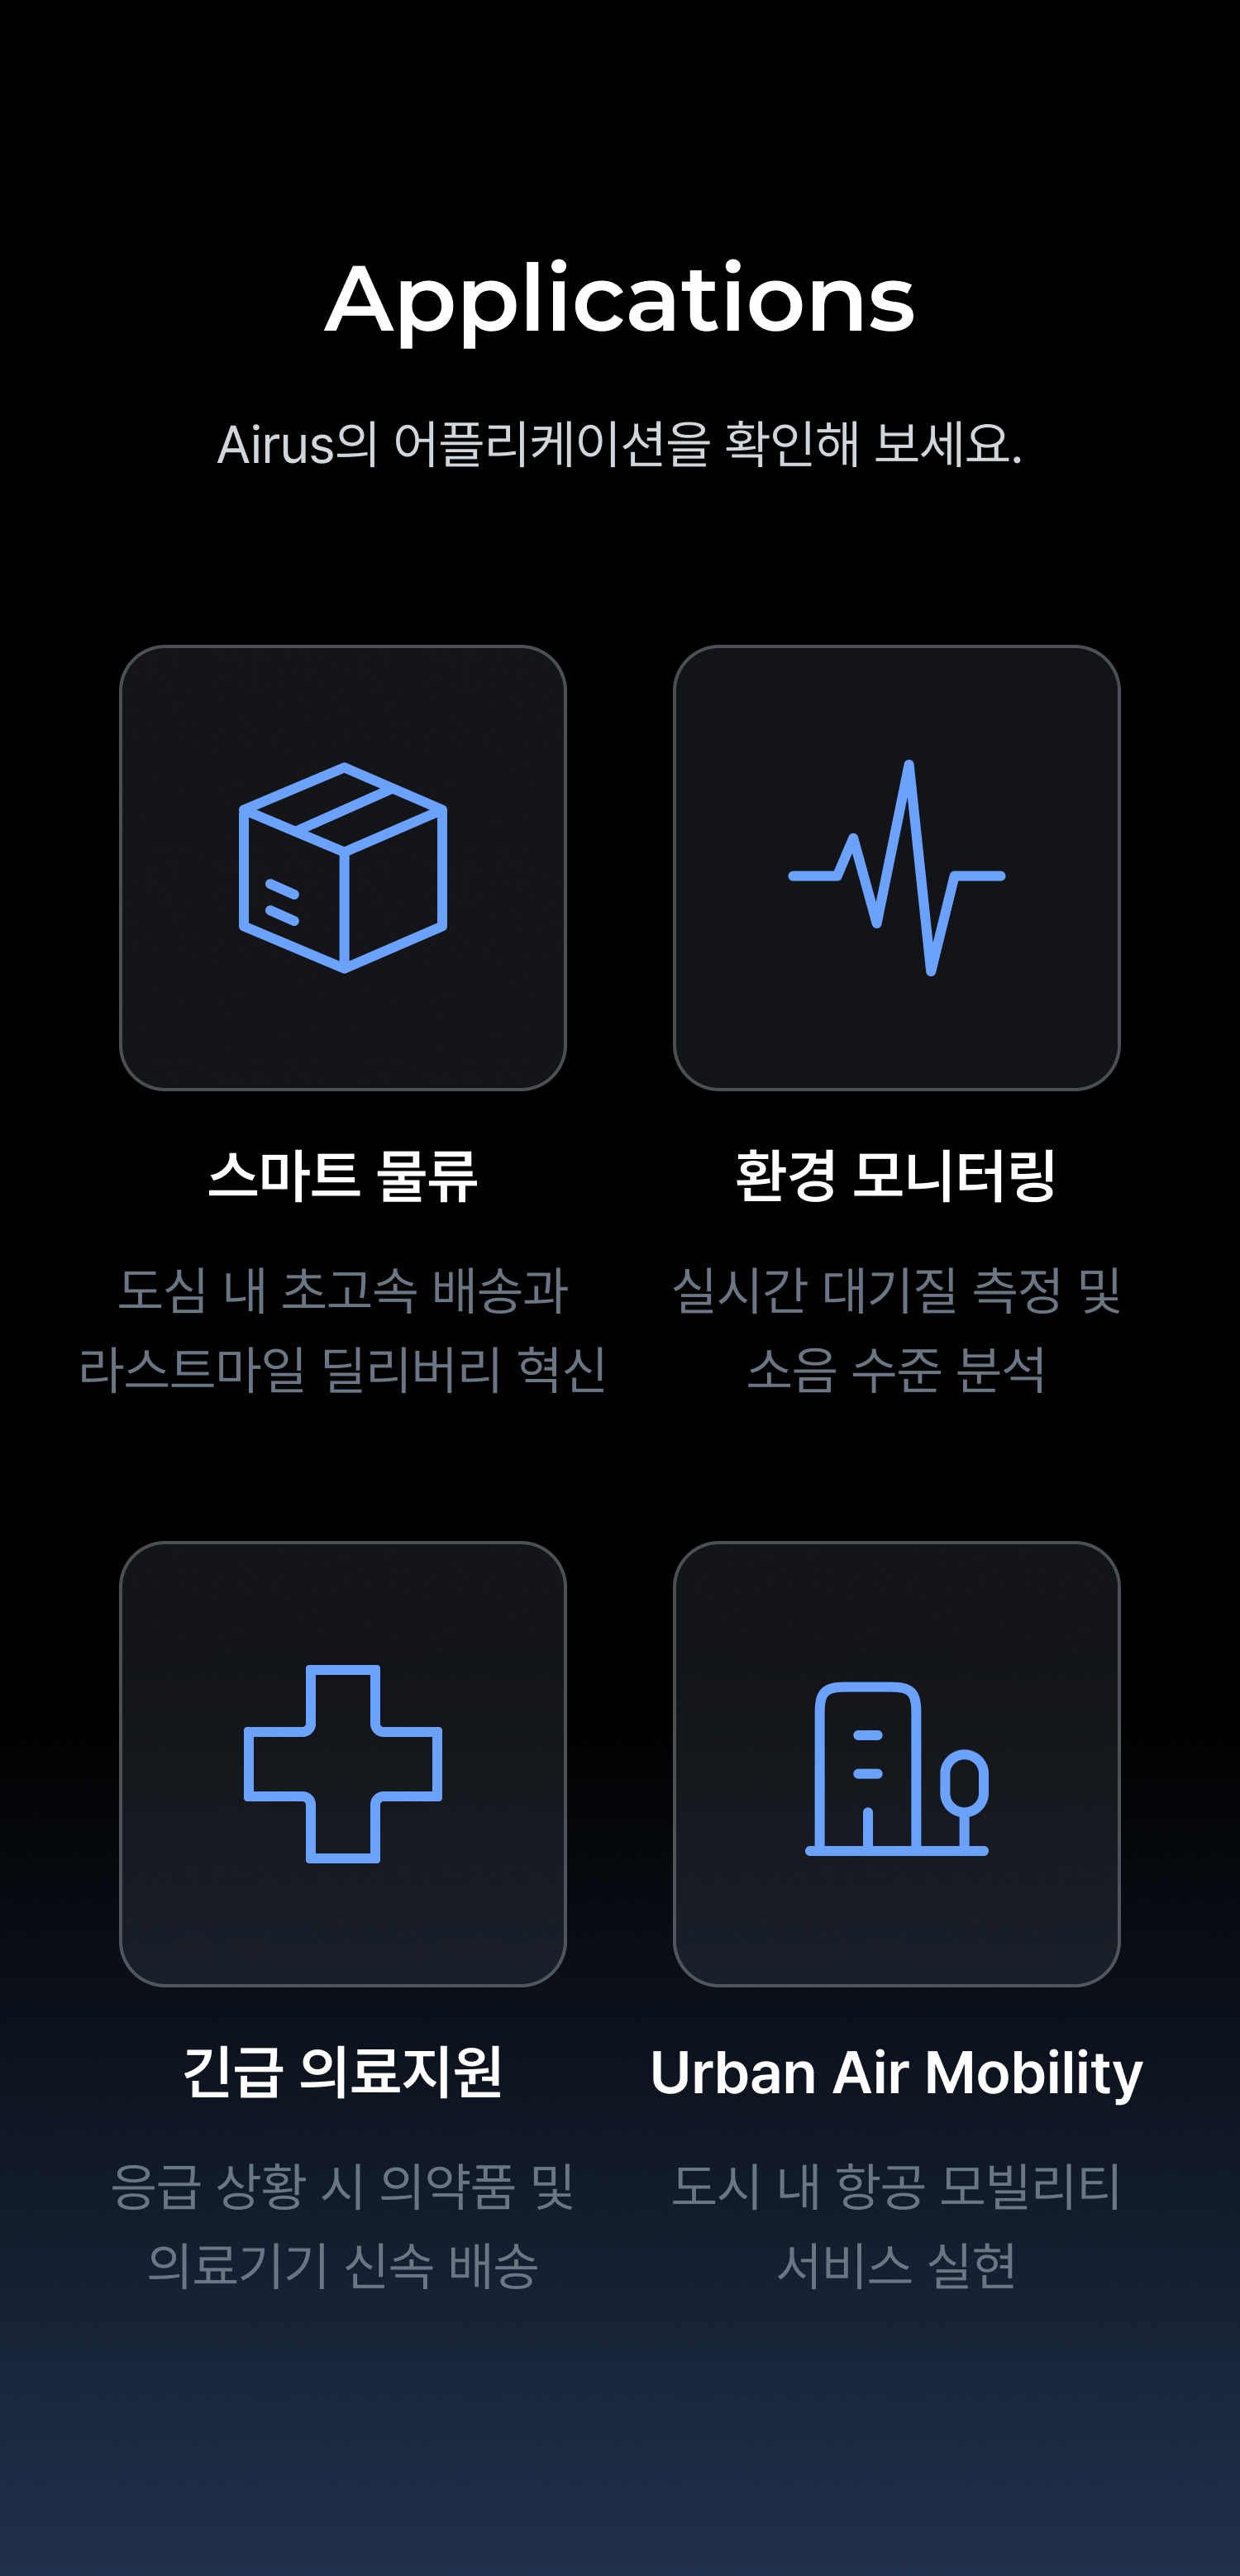 Applications
Airus의 어플리케이션을 확인해 보세요.
스마트 물류
도심 내 초고속 배송과
라스트마일 딜리버리 혁신
환경 모니터링
실시간 대기질 측정 및
소음 수준 분석
긴급 의료지원
응급 상황 시 의약품 및
의료기기 신속 배송
Urban Air Mobility
도시 내 항공 모빌리티
서비스 실현